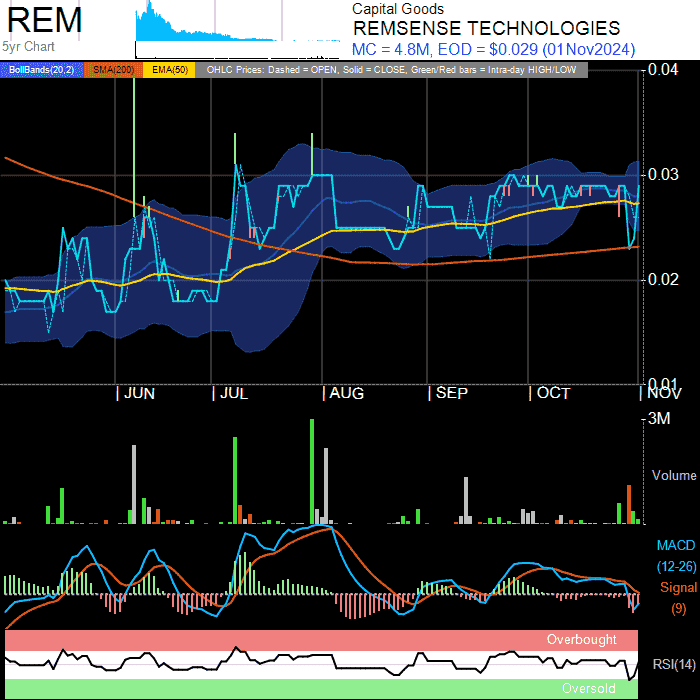 REM
Capital Goods
REMSENSE TECHNOLOGIES
5yr Chart
MC = 4.8M, EOD = $0.029 (01Nov2024)
BollBands(20,2) SMA(200) EMA(50) OHLC Prices: Dashed = OPEN, Solid = CLOSE, Green/Red bars = Intra-day HIGH/LOW
0.04
0.03
0.02
0.01
| JUN | JUL | AUG | SEP | OCT | NOV
3M
Volume
MACD
(12-26)
Signal
(9)
Overbought
RSI(14)
Oversold